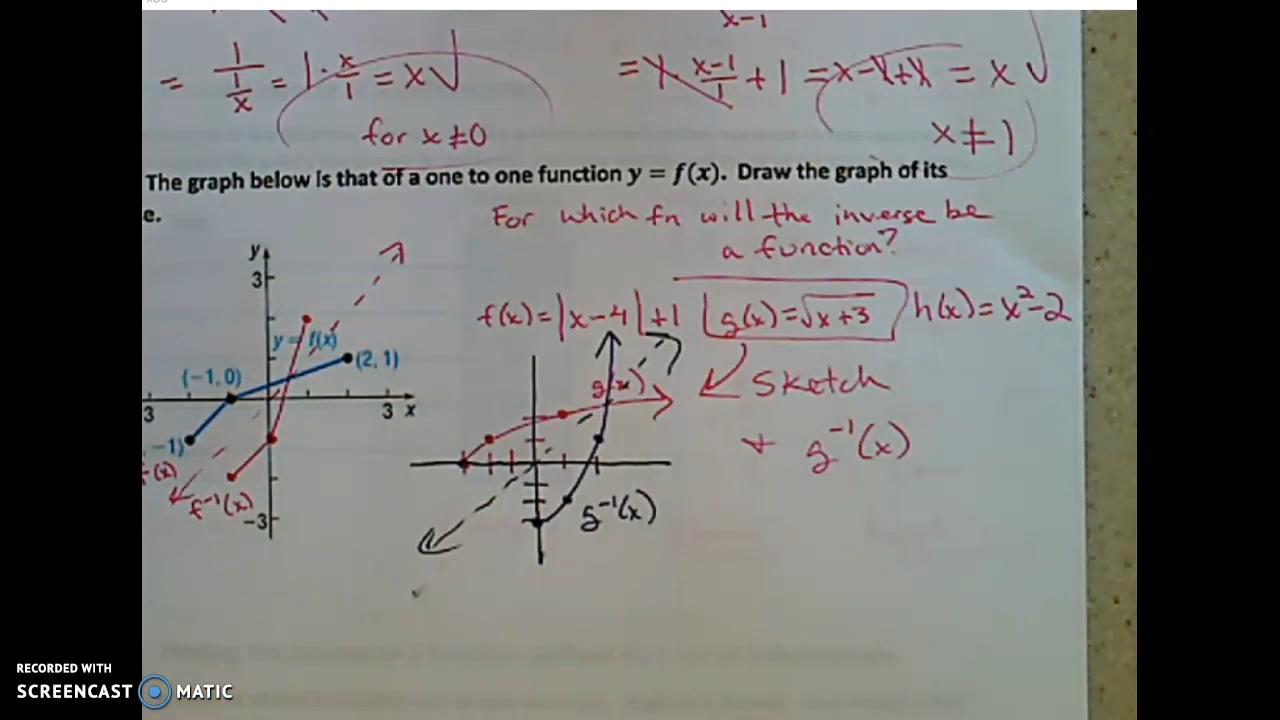 x-1
= 1/(1/x) = 1 · x/1 = x √
= x · (x-1)/1 + 1 = x-x+x = x √
for x ≠ 0
x ≠ 1
The graph below is that of a one to one function y = f(x). Draw the graph of its
e.
For which fn will the inverse be
a function?
f(x) = |x-4|+1 g(x) = √x+3 h(x) = x²-2
Sketch
+ g⁻¹(x)
y
3
y = f(x)
(2, 1)
(-1, 0)
3
3 x
, -1)
f⁻¹(x)
-3
g(x)
g⁻¹(x)
RECORDED WITH
SCREENCAST MATIC